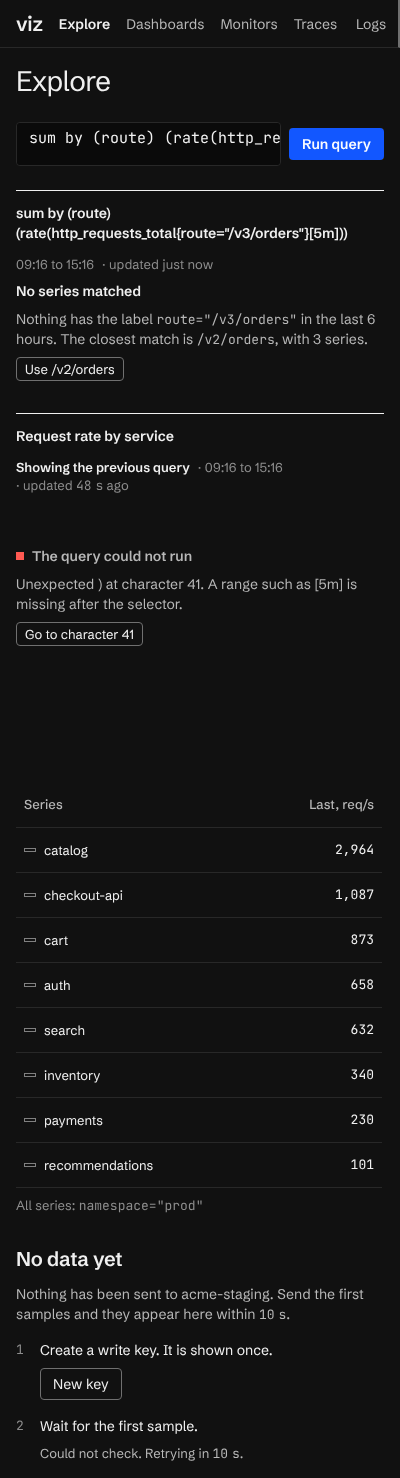 viz Explore Dashboards Monitors Traces Logs
Explore
sum by (route) (rate(http_re
Run query
sum by (route)
(rate(http_requests_total{route="/v3/orders"}[5m]))
09:16 to 15:16 · updated just now
No series matched
Nothing has the label route="/v3/orders" in the last 6
hours. The closest match is /v2/orders, with 3 series.
Use /v2/orders
Request rate by service
Showing the previous query · 09:16 to 15:16
· updated 48 s ago
The query could not run
Unexpected ) at character 41. A range such as [5m] is
missing after the selector.
Go to character 41
Series Last, req/s
catalog 2,964
checkout-api 1,087
cart 873
auth 658
search 632
inventory 340
payments 230
recommendations 101
All series: namespace="prod"
No data yet
Nothing has been sent to acme-staging. Send the first
samples and they appear here within 10 s.
1 Create a write key. It is shown once.
New key
2 Wait for the first sample.
Could not check. Retrying in 10 s.